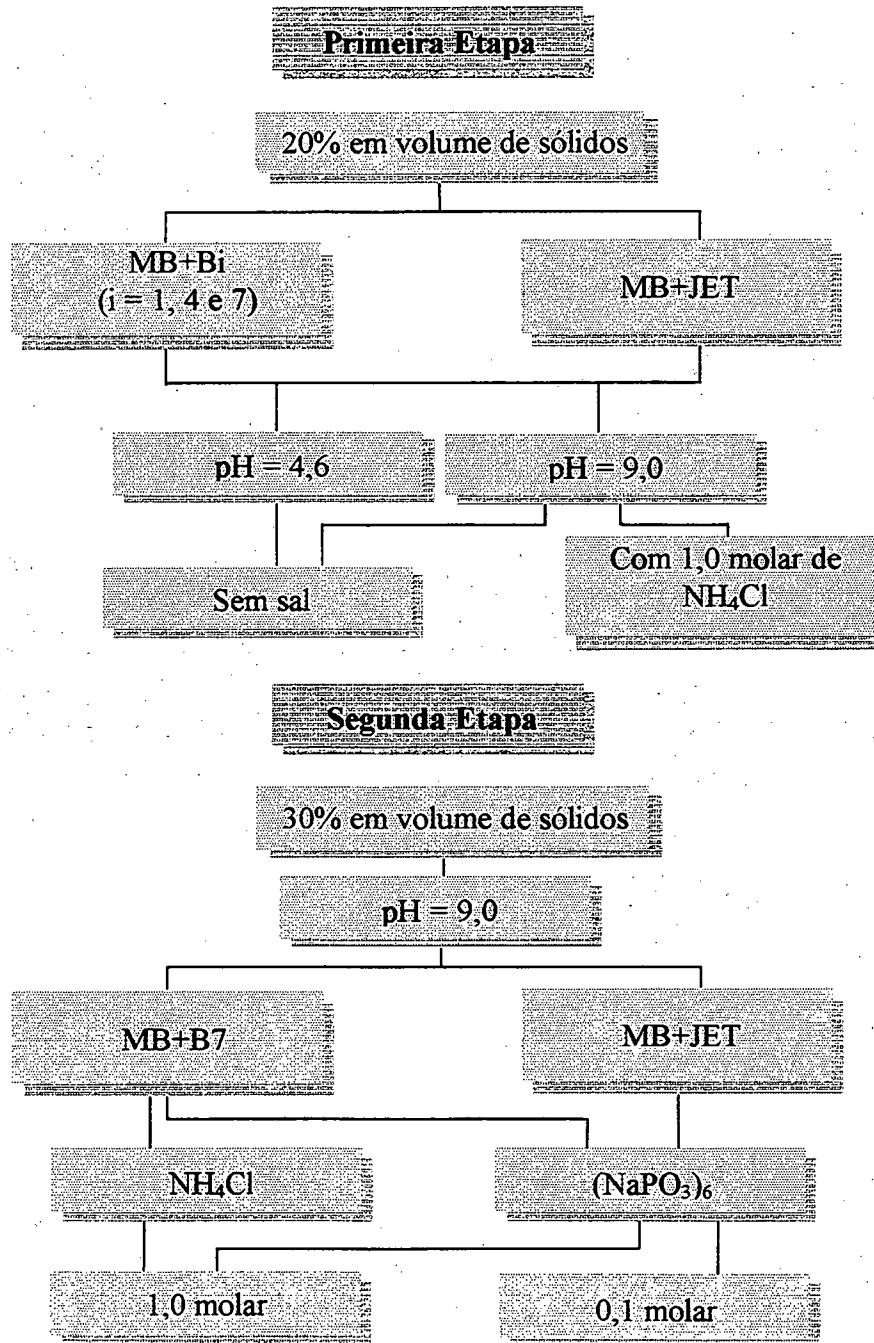 Primeira Etapa
20% em volume de sólidos
MB+Bi
(i = 1, 4 e 7)
MB+JET
pH = 4,6
pH = 9,0
Sem sal
Com 1,0 molar de
NH₄Cl
Segunda Etapa
30% em volume de sólidos
pH = 9,0
MB+B7
MB+JET
NH₄Cl
(NaPO₃)₆
1,0 molar
0,1 molar